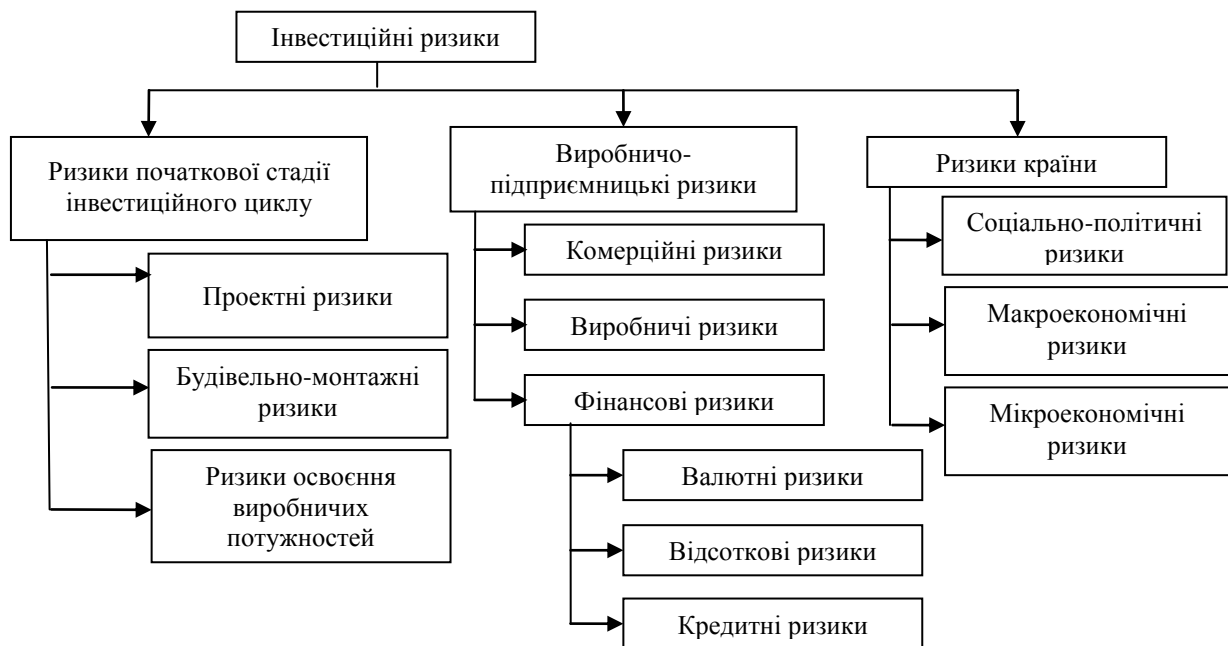 Інвестиційні ризики
Ризики початкової стадії
інвестиційного циклу
Проектні ризики
Будівельно-монтажні
ризики
Ризики освоєння
виробничих
потужностей
Виробничо-
підприємницькі ризики
Комерційні ризики
Виробничі ризики
Фінансові ризики
Валютні ризики
Відсоткові ризики
Кредитні ризики
Ризики країни
Соціально-політичні
ризики
Макроекономічні
ризики
Мікроекономічні
ризики